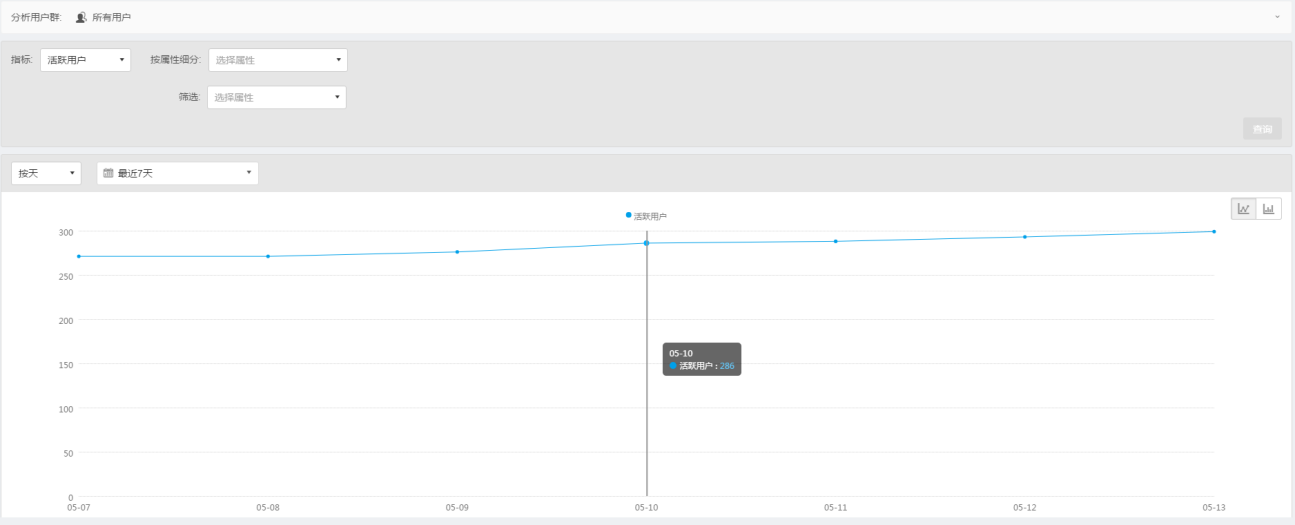 分析用户群: 所有用户
指标: 活跃用户 按属性细分: 选择属性
筛选: 选择属性
查询
按天 最近7天
活跃用户
300
250
200
150
100
50
0
05-10
活跃用户 : 286
05-07 05-08 05-09 05-10 05-11 05-12 05-13